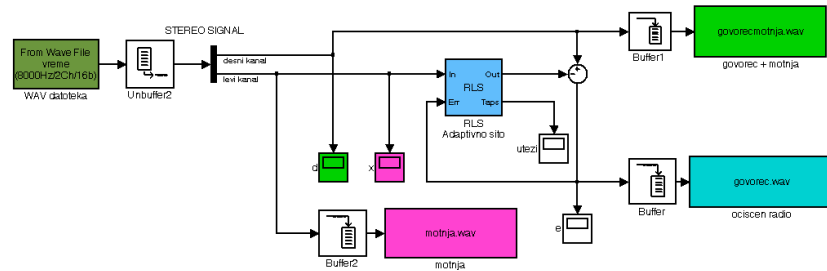 STEREO SIGNAL
From Wave File
vreme
(8000Hz/2Ch/16b)
WAV datoteka
Unbuffer2
desni kanal
levi kanal
In
Out
RLS
Err
Taps
RLS
Adaptivno sito
Buffer1
govorecmotnja.wav
govorec + motnja
d
x
utezi
e
Buffer
govorec.wav
ociscen radio
Buffer2
motnja.wav
motnja